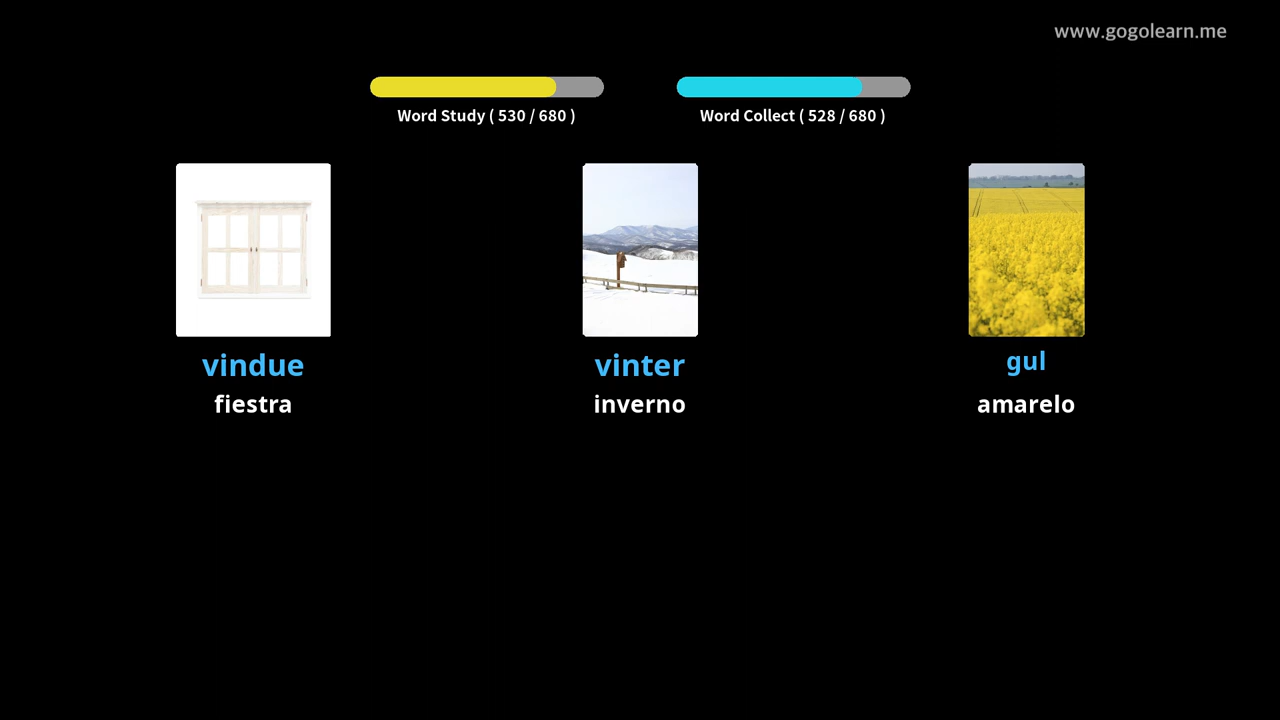 www.gogolearn.me
Word Study ( 530 / 680 )
Word Collect ( 528 / 680 )
vindue
vinter
gul
fiestra
inverno
amarelo